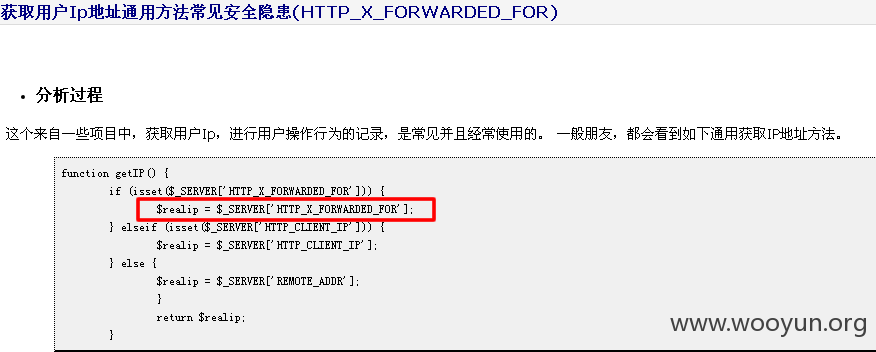 获取用户Ip地址通用方法常见安全隐患(HTTP_X_FORWARDED_FOR)
• 分析过程
这个来自一些项目中，获取用户Ip，进行用户操作行为的记录，是常见并且经常使用的。 一般朋友，都会看到如下通用获取IP地址方法。
function getIP() {
if (isset($_SERVER['HTTP_X_FORWARDED_FOR'])) {
$realip = $_SERVER['HTTP_X_FORWARDED_FOR'];
} elseif (isset($_SERVER['HTTP_CLIENT_IP'])) {
$realip = $_SERVER['HTTP_CLIENT_IP'];
} else {
$realip = $_SERVER['REMOTE_ADDR'];
}
return $realip;
}
www.wooyun.org